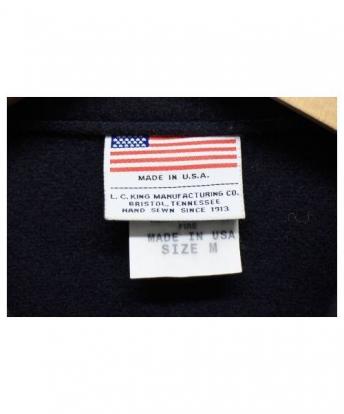 MADE IN U.S.A.
L.C. KING MANUFACTURING CO.
BRISTOL, TENNESSEE
HAND SEWN SINCE 1913.
MADE IN USA
SIZE M